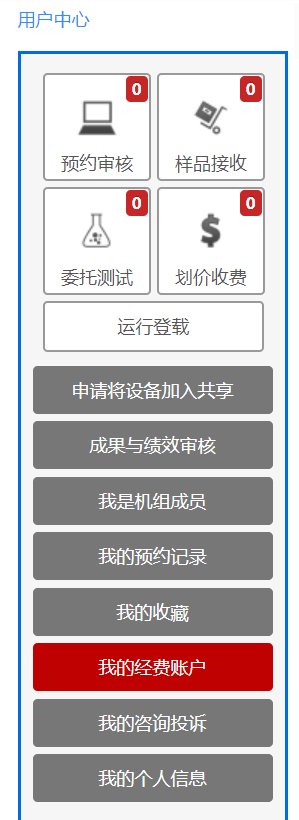 用户中心
0
0
预约审核
样品接收
0
0
委托测试
划价收费
运行登载
申请将设备加入共享
成果与绩效审核
我是机组成员
我的预约记录
我的收藏
我的经费账户
我的咨询投诉
我的个人信息